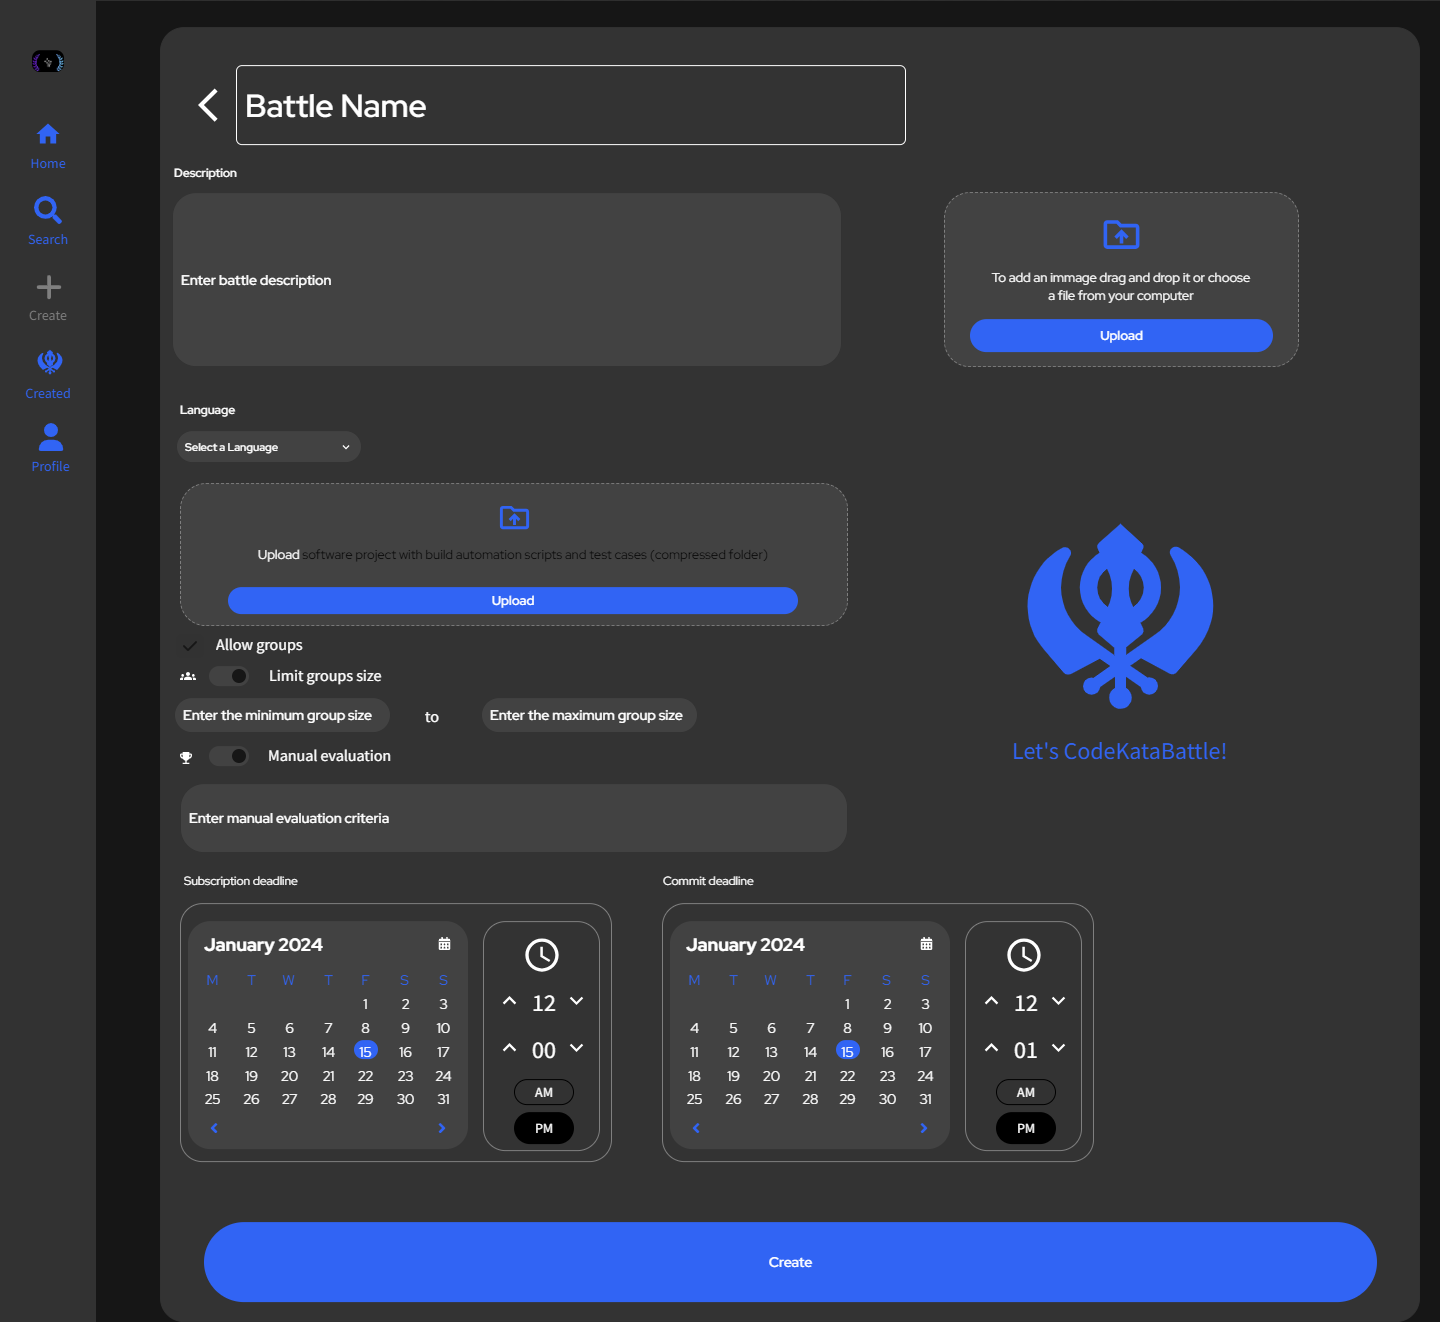 Home
Search
Create
Created
Profile
Battle Name
Description
Enter battle description
To add an immage drag and drop it or choose
a file from your computer
Upload
Language
Select a Language
Upload software project with build automation scripts and test cases (compressed folder)
Upload
Allow groups
Limit groups size
Enter the minimum group size to Enter the maximum group size
Manual evaluation
Enter manual evaluation criteria
Let's CodeKataBattle!
Subscription deadline
January 2024
M T W T F S S
1 2 3
4 5 6 7 8 9 10
11 12 13 14 15 16 17
18 19 20 21 22 23 24
25 26 27 28 29 30 31
12
00
AM
PM
Commit deadline
January 2024
M T W T F S S
1 2 3
4 5 6 7 8 9 10
11 12 13 14 15 16 17
18 19 20 21 22 23 24
25 26 27 28 29 30 31
12
01
AM
PM
Create